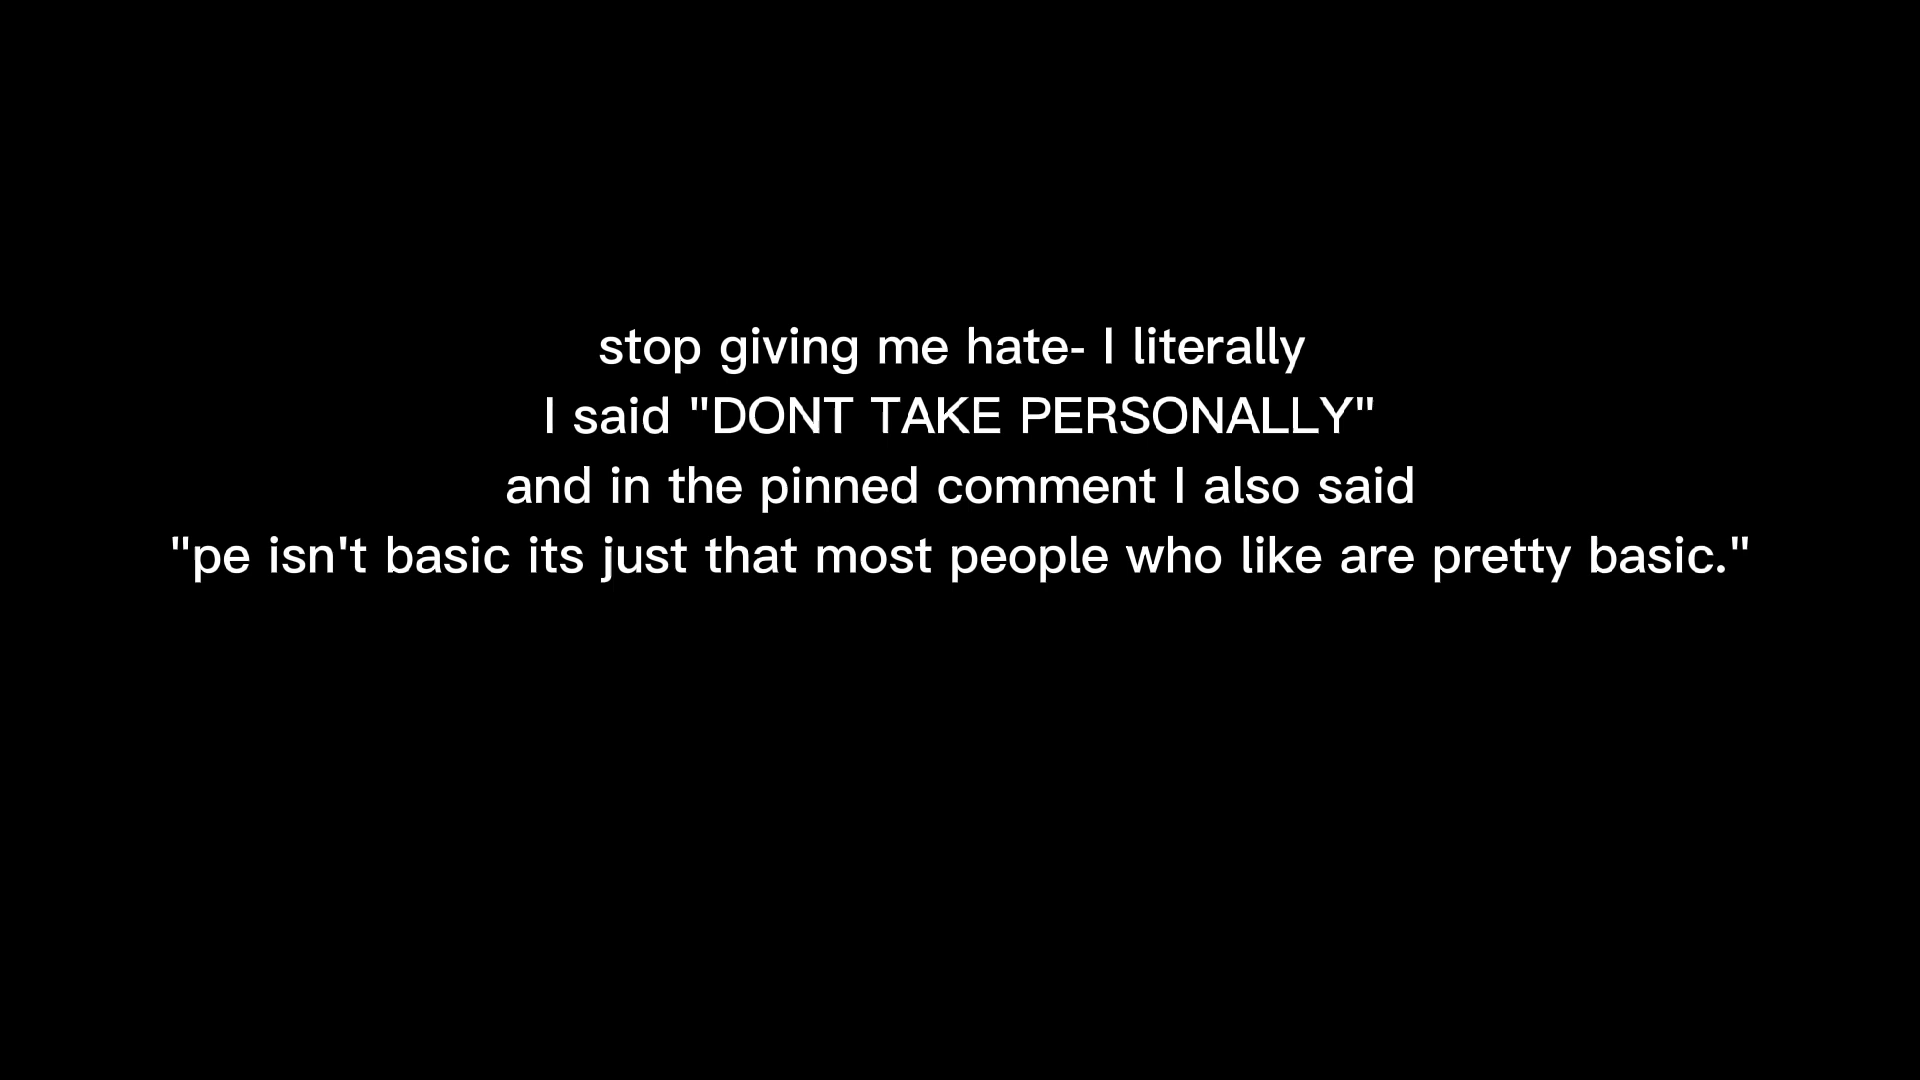 stop giving me hate- I literally
I said "DONT TAKE PERSONALLY"
and in the pinned comment I also said
"pe isn't basic its just that most people who like are pretty basic."